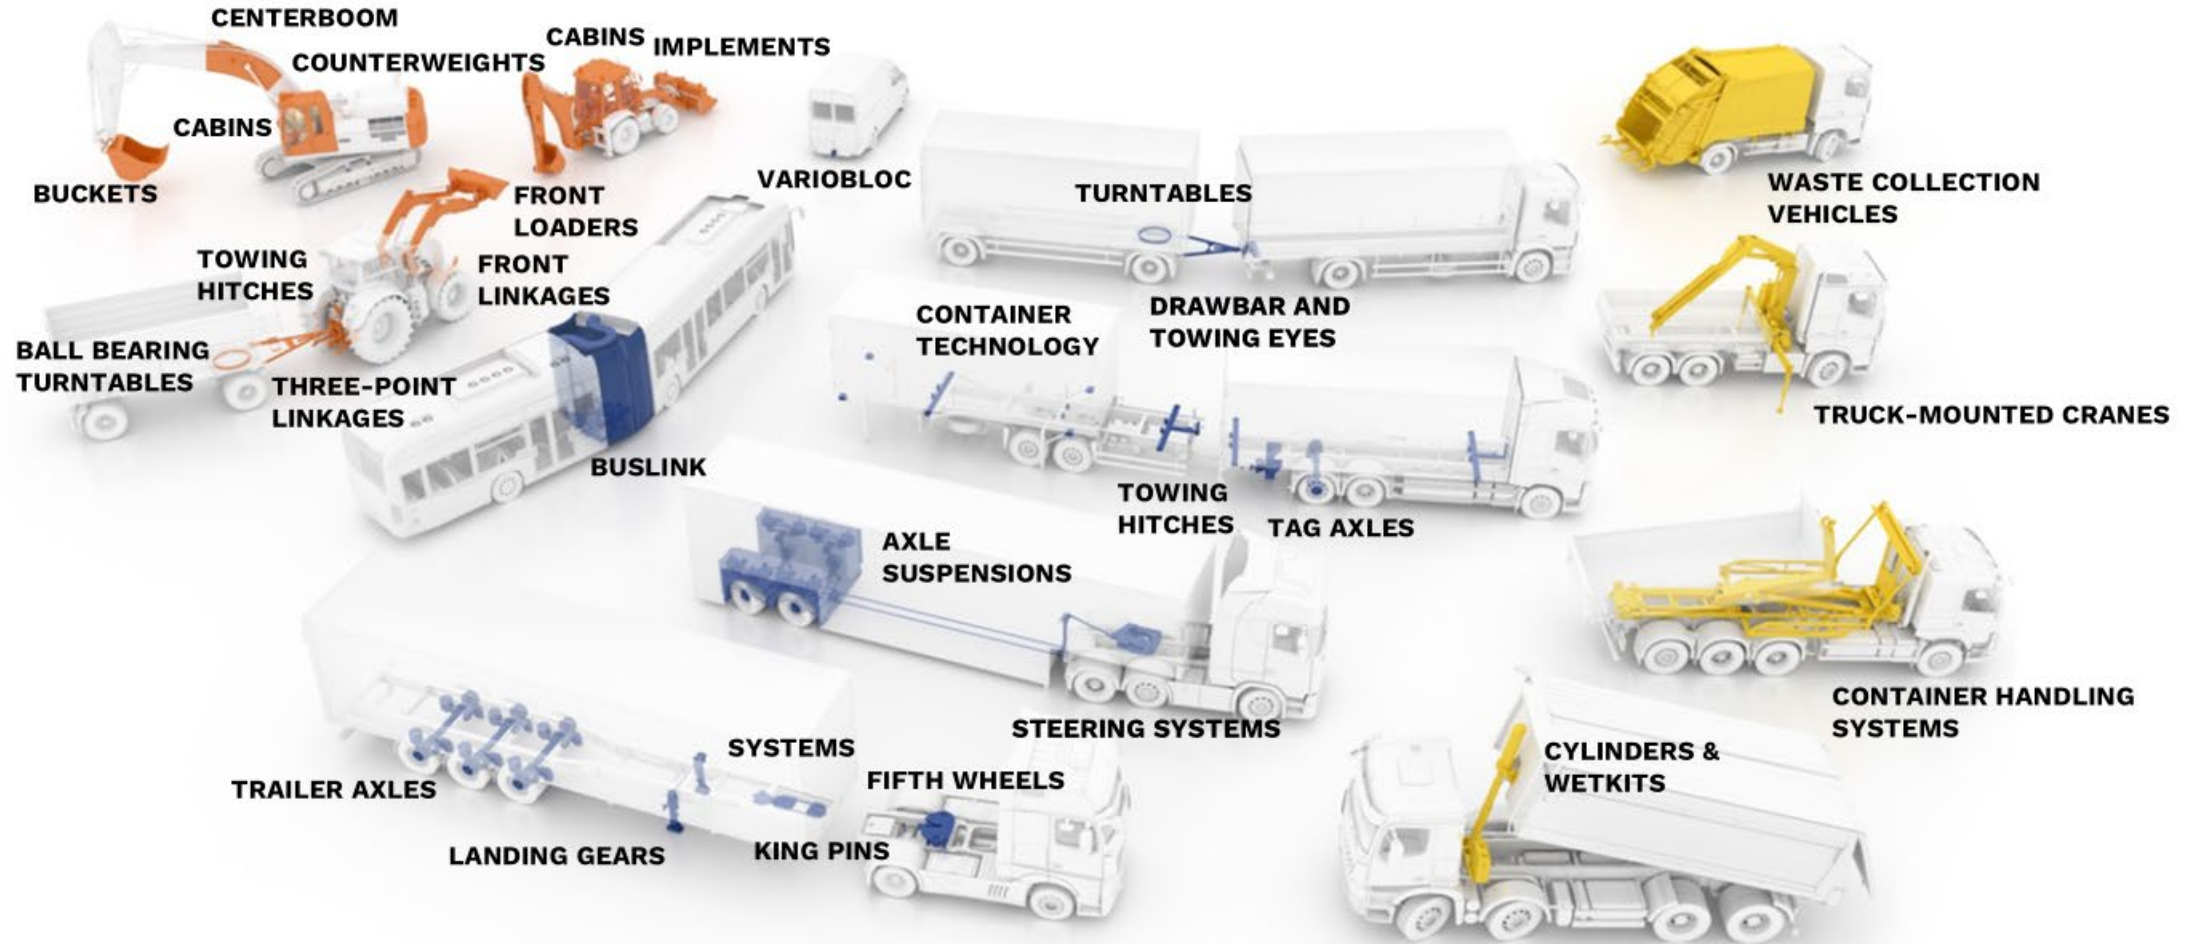 CENTERBOOM
COUNTERWEIGHTS
CABINS
BUCKETS
CABINS
IMPLEMENTS
FRONT
LOADERS
TOWING
HITCHES
FRONT
LINKAGES
BALL BEARING
TURNTABLES
THREE-POINT
LINKAGES
VARIOBLOC
BUSLINK
TURNTABLES
DRAWBAR AND
TOWING EYES
CONTAINER
TECHNOLOGY
TOWING
HITCHES
TAG AXLES
AXLE
SUSPENSIONS
STEERING SYSTEMS
SYSTEMS
TRAILER AXLES
LANDING GEARS
KING PINS
FIFTH WHEELS
WASTE COLLECTION
VEHICLES
TRUCK-MOUNTED CRANES
CONTAINER HANDLING
SYSTEMS
CYLINDERS &
WETKITS